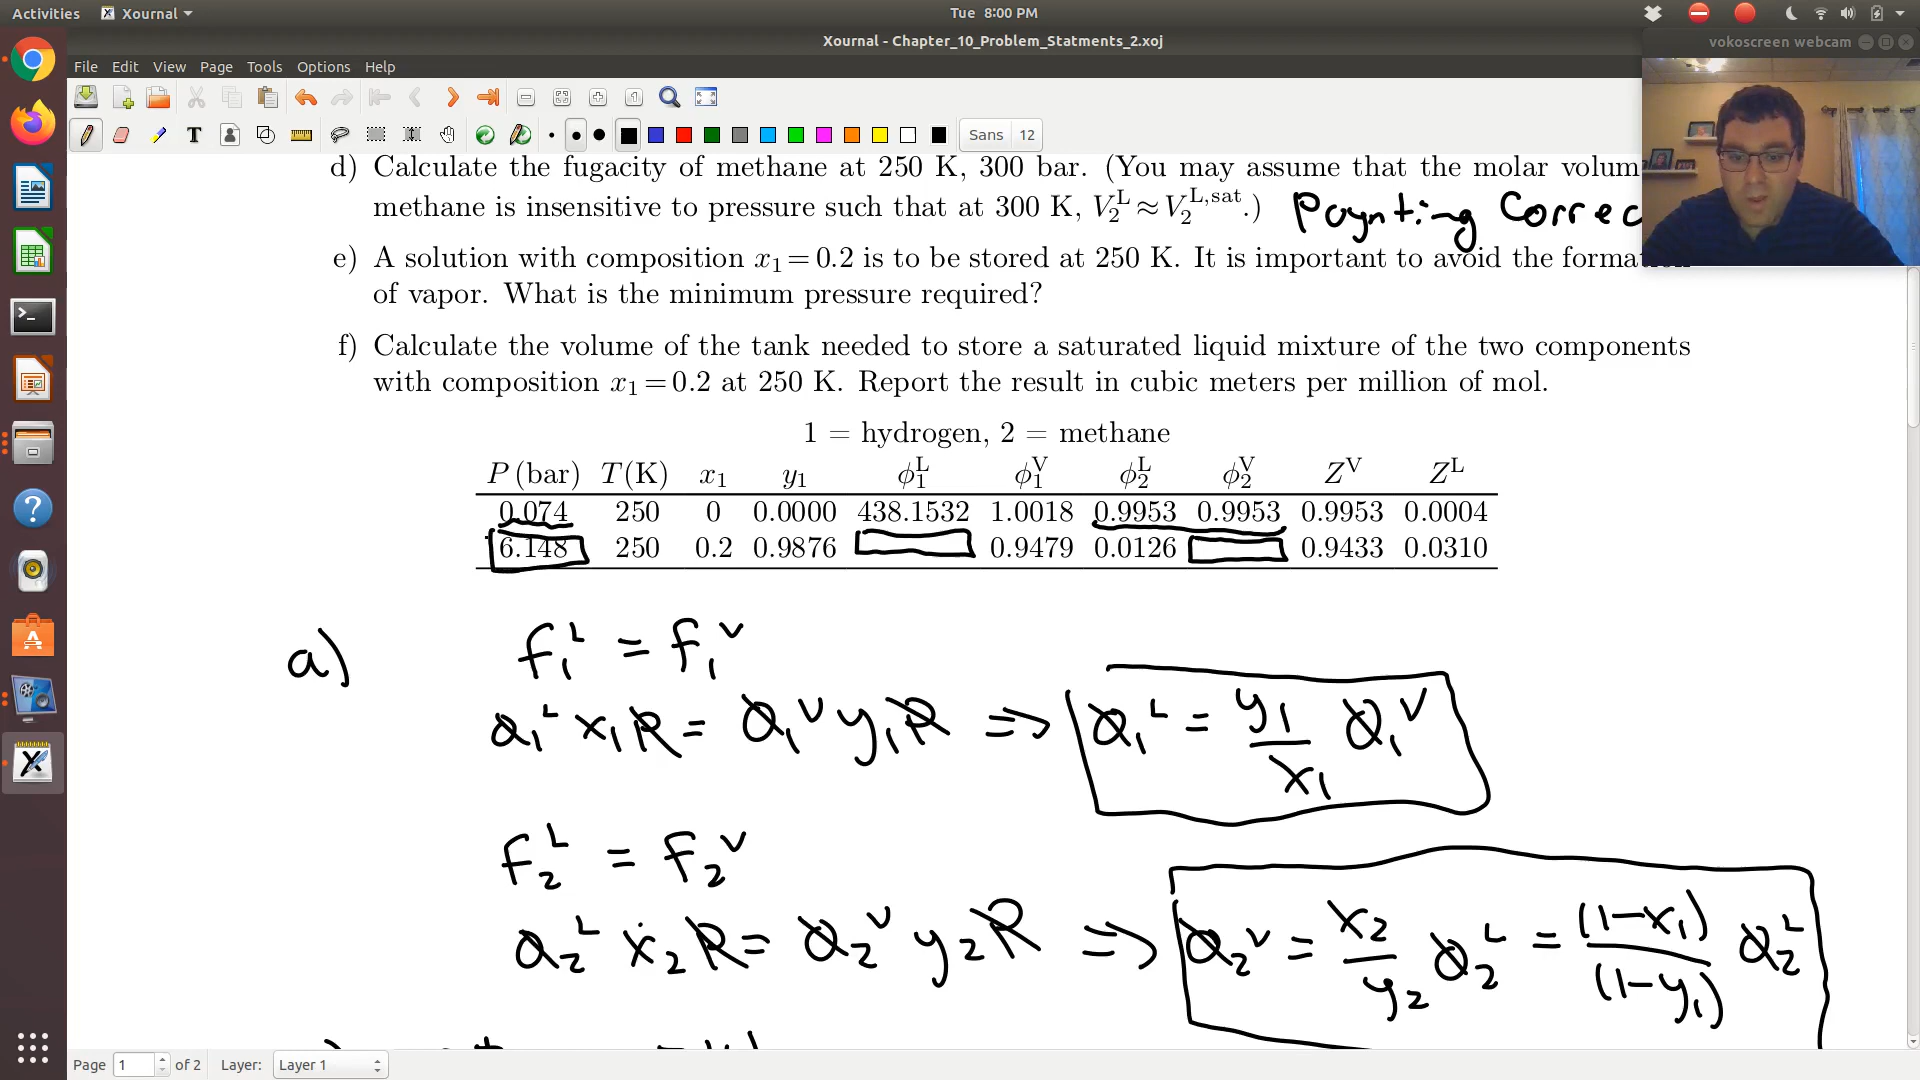 Activities Xournal Tue 8:00 PM
Xournal - Chapter_10_Problem_Statments_2.xoj
vokoscreen webcam
File Edit View Page Tools Options Help
Sans 12
d) Calculate the fugacity of methane at 250 K, 300 bar. (You may assume that the molar volum
methane is insensitive to pressure such that at 300 K, V₂ᴸ ≈ V₂ᴸ,ˢᵃᵗ.) Poynting Correc
e) A solution with composition x₁ = 0.2 is to be stored at 250 K. It is important to avoid the formation
of vapor. What is the minimum pressure required?
f) Calculate the volume of the tank needed to store a saturated liquid mixture of the two components
with composition x₁ = 0.2 at 250 K. Report the result in cubic meters per million of mol.
1 = hydrogen, 2 = methane
P (bar) T(K) x₁ y₁ ϕ₁ᴸ ϕ₁ⱽ ϕ₂ᴸ ϕ₂ⱽ Zⱽ Zᴸ
0.074 250 0 0.0000 438.1532 1.0018 0.9953 0.9953 0.9953 0.0004
6.148 250 0.2 0.9876 0.9479 0.0126 0.9433 0.0310
a) f₁ᴸ = f₁ⱽ
ϕ₁ᴸ x₁P = ϕ₁ⱽ y₁P => ϕ₁ᴸ = y₁/x₁ ϕ₁ⱽ
f₂ᴸ = f₂ⱽ
ϕ₂ᴸ x₂P = ϕ₂ⱽ y₂P => ϕ₂ⱽ = x₂/y₂ ϕ₂ᴸ = (1-x₁)/(1-y₁) ϕ₂ᴸ
Page 1 of 2 Layer: Layer 1